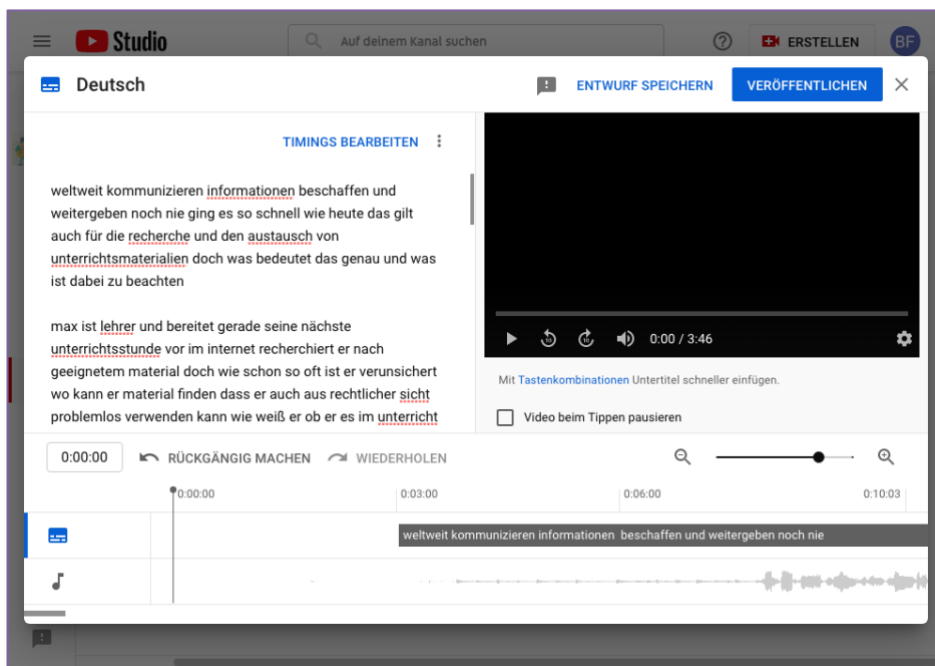 Studio
Auf deinem Kanal suchen
ERSTELLEN
BF
Deutsch
ENTWURF SPEICHERN
VERÖFFENTLICHEN
TIMINGS BEARBEITEN
weltweit kommunizieren informationen beschaffen und
weitergeben noch nie ging es so schnell wie heute das gilt
auch für die recherche und den austausch von
unterrichtsmaterialien doch was bedeutet das genau und was
ist dabei zu beachten
max ist lehrer und bereitet gerade seine nächste
unterrichtsstunde vor im internet recherchiert er nach
geeignetem material doch wie schon so oft ist er verunsichert
wo kann er material finden dass er auch aus rechtlicher sicht
problemlos verwenden kann wie weiß er ob er es im unterricht
10
10
0:00 / 3:46
Mit Tastenkombinationen Untertitel schneller einfügen.
Video beim Tippen pausieren
0:00:00
RÜCKGÄNGIG MACHEN
WIEDERHOLEN
0:00:00
0:03:00
0:06:00
0:10:03
weltweit kommunizieren informationen beschaffen und weitergeben noch nie